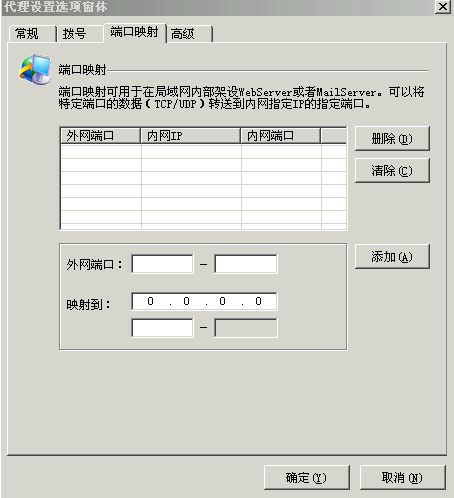 代理设置选项窗体
常规 拨号 端口映射 高级
端口映射
端口映射可用于在局域网内部架设WebServer或者MailServer。可以将
特定端口的数据(TCP/UDP)转送到内网指定IP的指定端口。
外网端口 内网IP 内网端口
删除(D)
清除(C)
外网端口: -
添加(A)
映射到: 0 . 0 . 0 . 0
-
确定(Y) 取消(N)